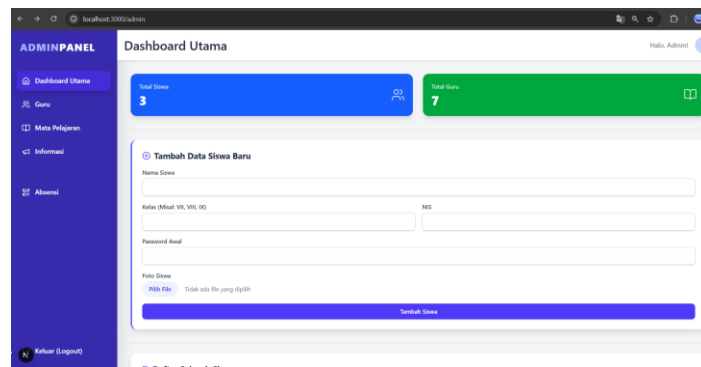 localhost:3000/admin
ADMINPANEL
Dashboard Utama
Halo, Admin!
Dashboard Utama
Guru
Mata Pelajaran
Informasi
Absensi
Keluar (Logout)
N
Total Siswa
3
Total Guru
7
Tambah Data Siswa Baru
Nama Siswa
Kelas (Misal: VII, VIII, IX)
NIS
Password Awal
Foto Siswa
Pilih File Tidak ada file yang dipilih
Tambah Siswa